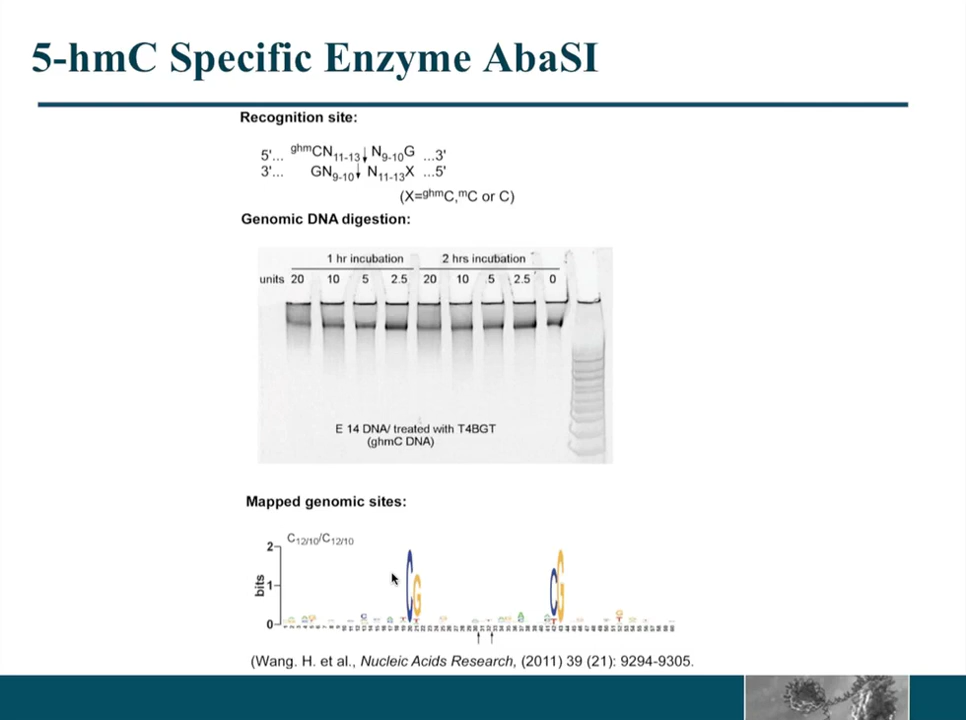 5-hmC Specific Enzyme AbaSI
Recognition site:
5'... ghmCN11-13↓ N9-10G ...3'
3'... GN9-10↓ N11-13X ...5'
(X=ghmC,mC or C)
Genomic DNA digestion:
1 hr incubation 2 hrs incubation
units 20 10 5 2.5 20 10 5 2.5 0
E 14 DNA/ treated with T4BGT
(ghmC DNA)
Mapped genomic sites:
C12/10/C12/10
2
bits
1
0
CG CG
(Wang. H. et al., Nucleic Acids Research, (2011) 39 (21): 9294-9305.